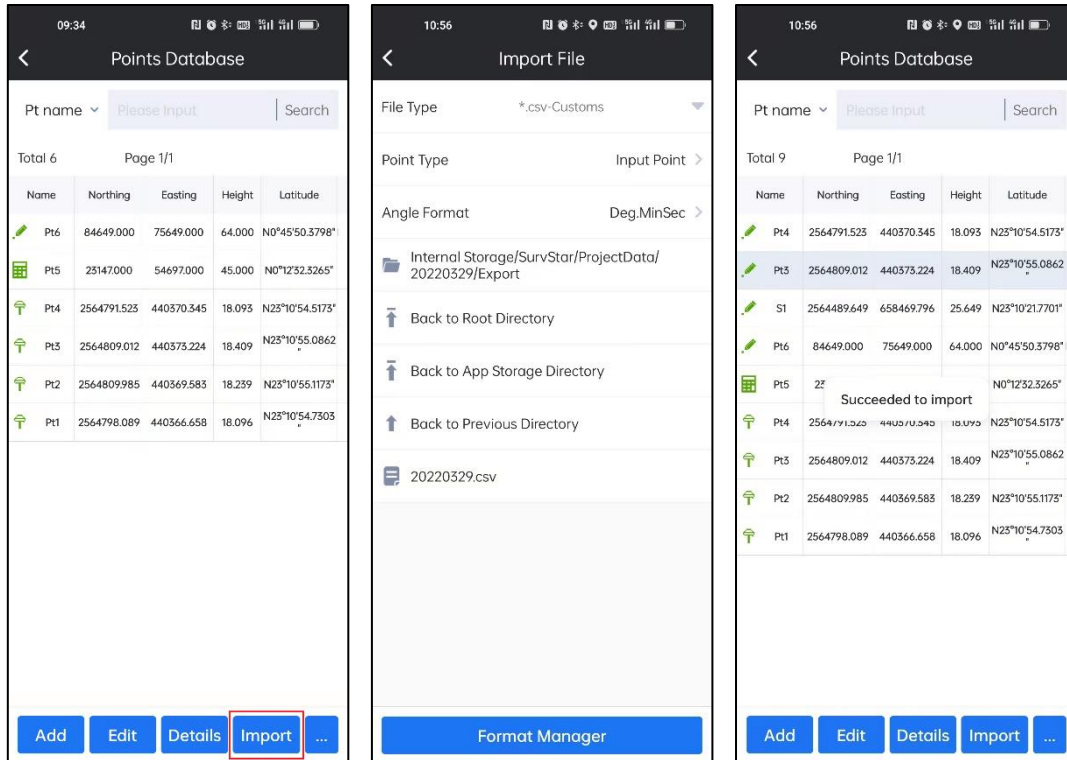 09:34
Points Database
Pt name Please Input Search
Total 6 Page 1/1
Name Northing Easting Height Latitude
Pt6 84649.000 75649.000 64.000 N0°45'50.3798"
Pt5 23147.000 54697.000 45.000 N0°12'32.3265"
Pt4 2564791.523 440370.345 18.093 N23°10'54.5173"
Pt3 2564809.012 440373.224 18.409 N23°10'55.0862"
Pt2 2564809.985 440369.583 18.239 N23°10'55.1173"
Pt1 2564798.089 440366.658 18.096 N23°10'54.7303"
Add Edit Details Import ...
10:56
Import File
File Type *.csv-Customs
Point Type Input Point
Angle Format Deg.MinSec
Internal Storage/SurvStar/ProjectData/
20220329/Export
Back to Root Directory
Back to App Storage Directory
Back to Previous Directory
20220329.csv
Format Manager
10:56
Points Database
Pt name Please Input Search
Total 9 Page 1/1
Name Northing Easting Height Latitude
Pt4 2564791.523 440370.345 18.093 N23°10'54.5173"
Pt3 2564809.012 440373.224 18.409 N23°10'55.0862"
S1 2564489.649 658469.796 25.649 N23°10'21.7701"
Pt6 84649.000 75649.000 64.000 N0°45'50.3798"
Pt5 N0°12'32.3265"
Succeeded to import
Pt4 2564791.523 440370.345 18.093 N23°10'54.5173"
Pt3 2564809.012 440373.224 18.409 N23°10'55.0862"
Pt2 2564809.985 440369.583 18.239 N23°10'55.1173"
Pt1 2564798.089 440366.658 18.096 N23°10'54.7303"
Add Edit Details Import ...